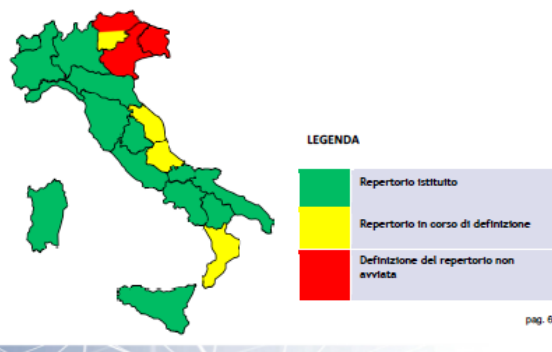 LEGENDA
Repertorio istituito
Repertorio in corso di definizione
Definizione del repertorio non
avviata
pag. 6